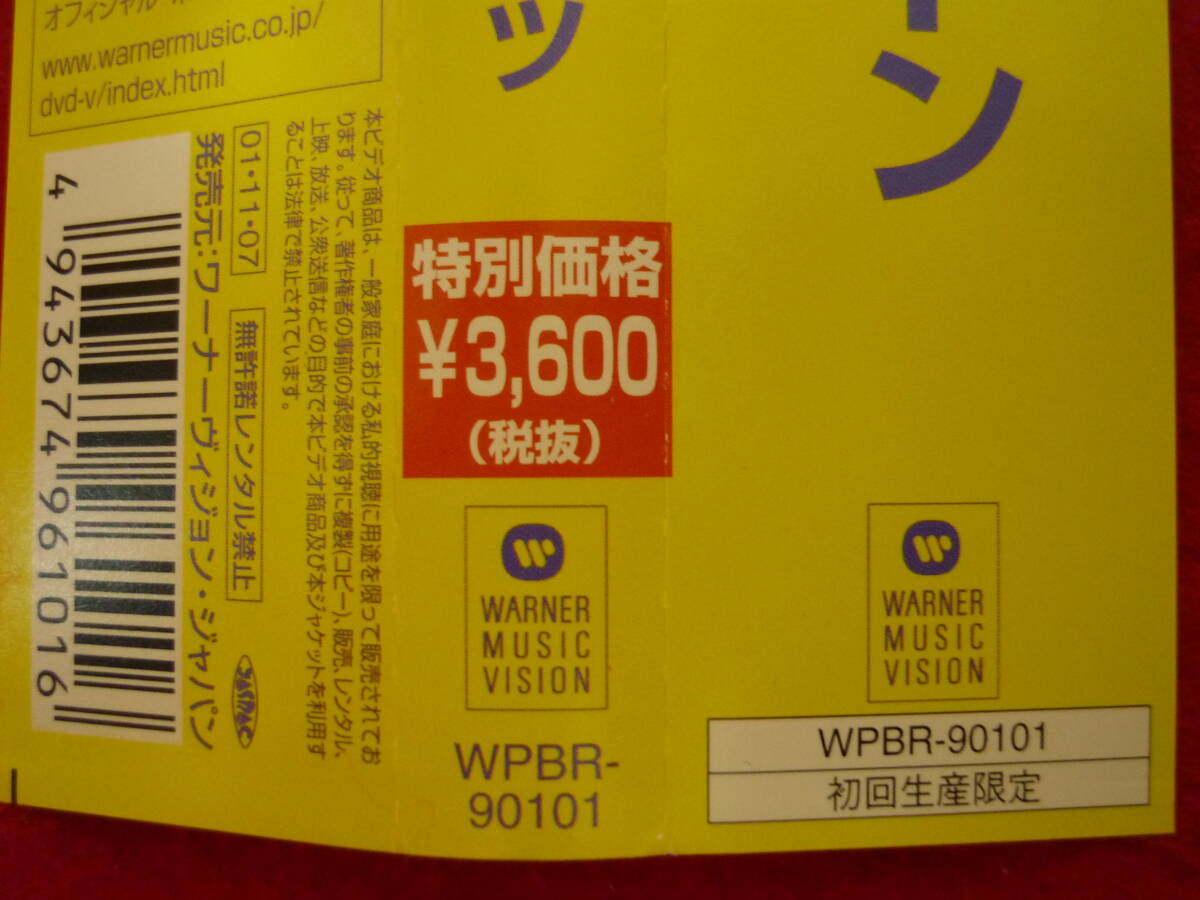 オフィシャル・ホ
www.warnermusic.co.jp/
dvd-v/index.html
本ビデオ商品は、一般家庭における私的視聴に用途を限って販売されてお
ります。従って、著作権者の事前の承認を得ずに複製(コピー)、販売、レンタル、
上映、放送、公衆送信などの目的で本ビデオ商品及び本ジャケットを利用す
ることは法律で禁止されています。
01・11・07
無許諾レンタル禁止
発売元:ワーナーヴィジョン・ジャパン
JASRAC
4 943674 961016
ッ
特別価格
¥3,600
(税抜)
WARNER
MUSIC
VISION
WPBR-
90101
ーン
WARNER
MUSIC
VISION
WPBR-90101
初回生産限定